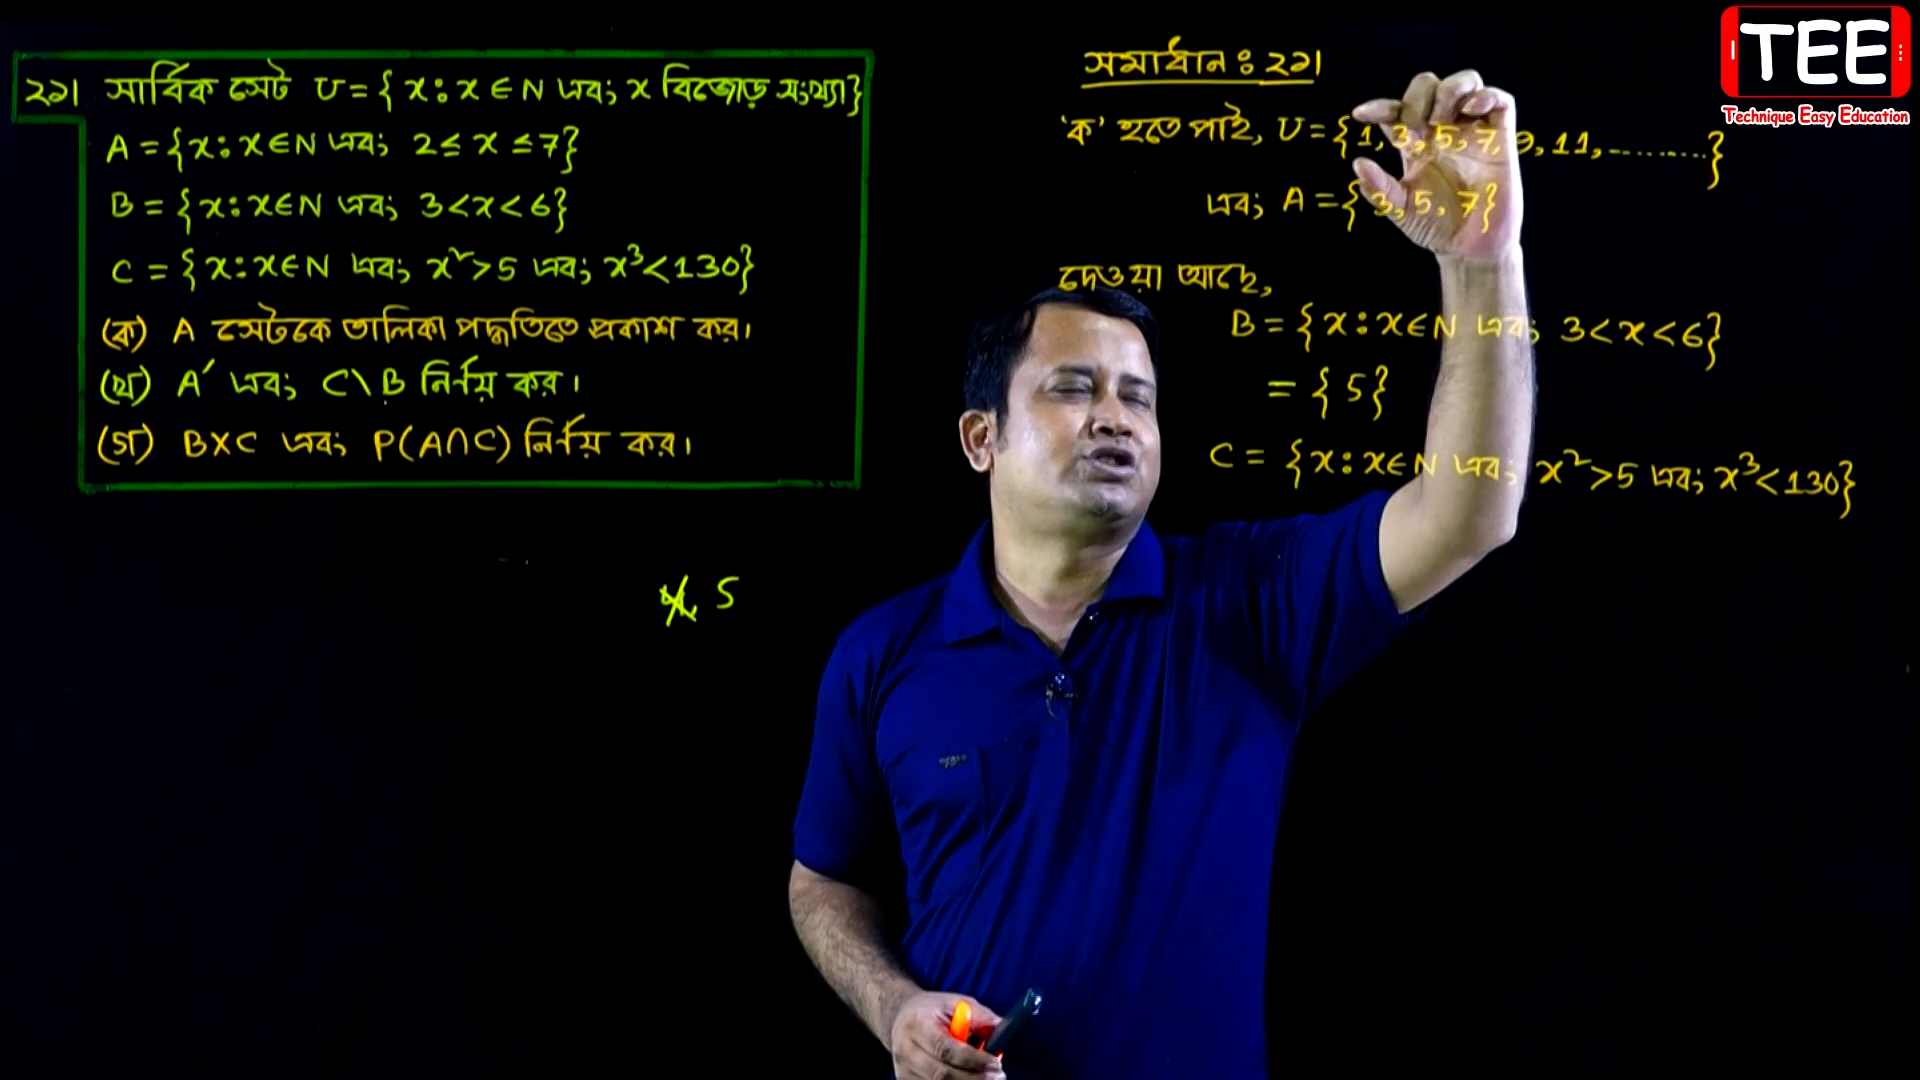 ২১। সার্বিক সেট U = { x : x ∈ N এবং x বিজোড় সংখ্যা}
A = {x : x ∈ N এবং 2 ≤ x ≤ 7}
B = {x : x ∈ N এবং 3 < x < 6}
C = {x : x ∈ N এবং x² > 5 এবং x³ < 130}
(ক) A সেটকে তালিকা পদ্ধতিতে প্রকাশ কর।
(খ) A′ এবং C\B নির্ণয় কর।
(গ) B×C এবং P(A∩C) নির্ণয় কর।
5
সমাধান : ২১।
'ক' হতে পাই, U = {1, 3, 5, 7, 9, 11, ..........}
এবং A = {3, 5, 7}
দেওয়া আছে,
B = {x : x ∈ N এবং 3 < x < 6}
= {5}
C = {x : x ∈ N এবং x² > 5 এবং x³ < 130}
TEE
Technique Easy Education